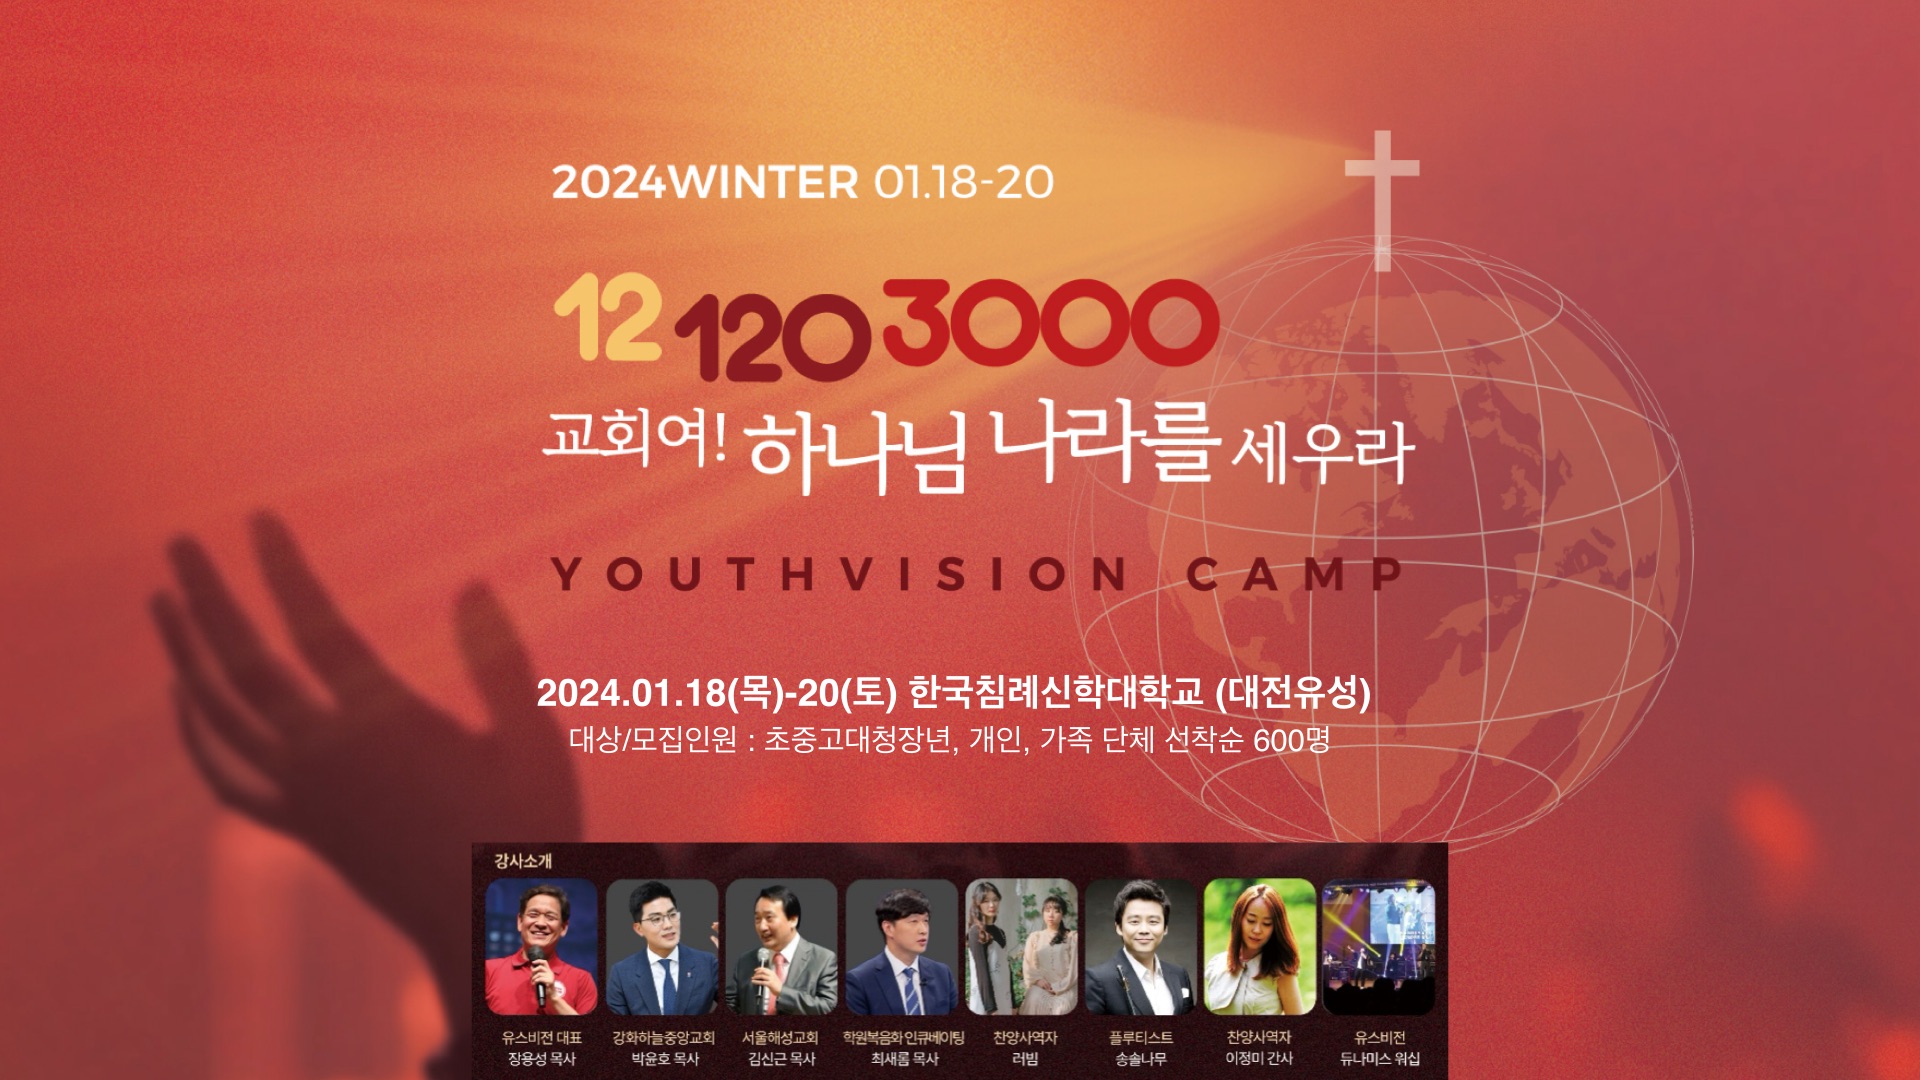 2024WINTER 01.18-20
12 120 3000
교회여! 하나님 나라를 세우라
YOUTHVISION CAMP
2024.01.18(목)-20(토) 한국침례신학대학교 (대전유성)
대상/모집인원 : 초중고대청장년, 개인, 가족 단체 선착순 600명
강사소개
유스비전 대표
장용성 목사
강화하늘중앙교회
박윤호 목사
서울해성교회
김신근 목사
학원복음화 인큐베이팅
최새롬 목사
찬양사역자
러빔
플루티스트
송솔나무
찬양사역자
이정미 간사
유스비전
듀나미스 워십